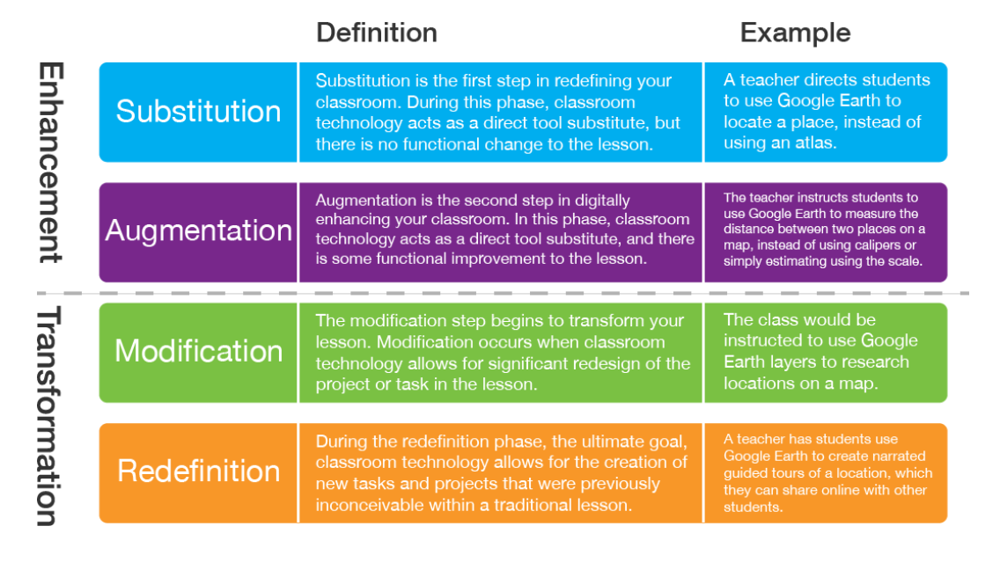 Definition
Example
Enhancement
Substitution
Substitution is the first step in redefining your
classroom. During this phase, classroom
technology acts as a direct tool substitute, but
there is no functional change to the lesson.
A teacher directs students
to use Google Earth to
locate a place, instead of
using an atlas.
Augmentation
Augmentation is the second step in digitally
enhancing your classroom. In this phase, classroom
technology acts as a direct tool substitute, and there
is some functional improvement to the lesson.
The teacher instructs students to
use Google Earth to measure the
distance between two places on a
map, instead of using calipers or
simply estimating using the scale.
Transformation
Modification
The modification step begins to transform your
lesson. Modification occurs when classroom
technology allows for significant redesign of the
project or task in the lesson.
The class would be
instructed to use Google
Earth layers to research
locations on a map.
Redefinition
During the redefinition phase, the ultimate goal,
classroom technology allows for the creation of
new tasks and projects that were previously
inconceivable within a traditional lesson.
A teacher has students use
Google Earth to create narrated
guided tours of a location, which
they can share online with other
students.